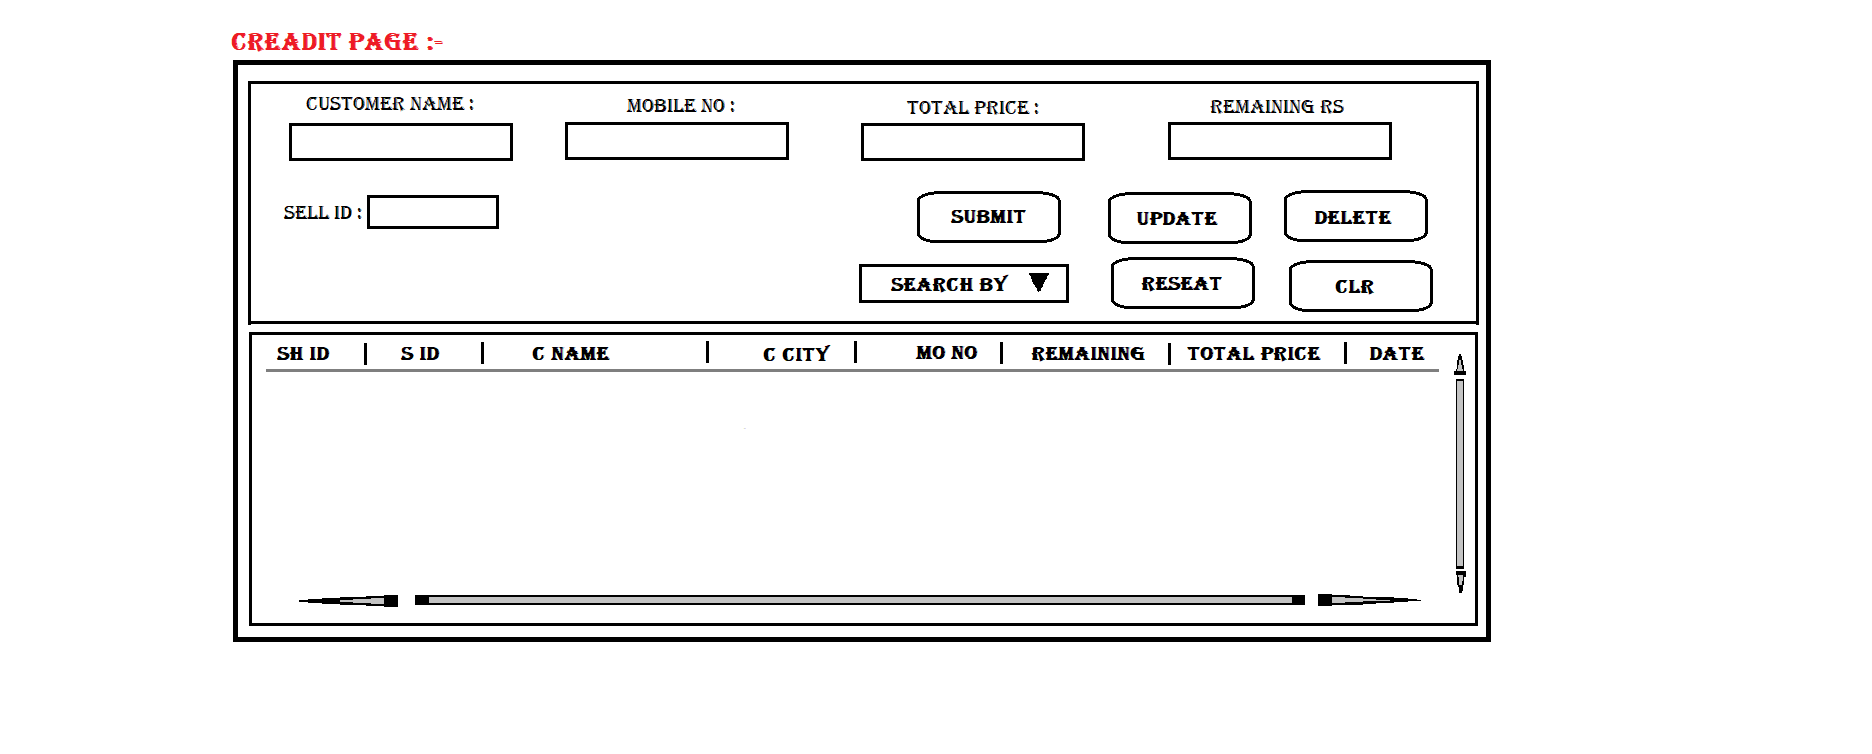 CREADIT PAGE :-
CUSTOMER NAME : MOBILE NO : TOTAL PRICE : REMAINING RS
SELL ID : SUBMIT UPDATE DELETE
SEARCH BY RESEAT CLR
SH ID S ID C NAME C CITY MO NO REMAINING TOTAL PRICE DATE